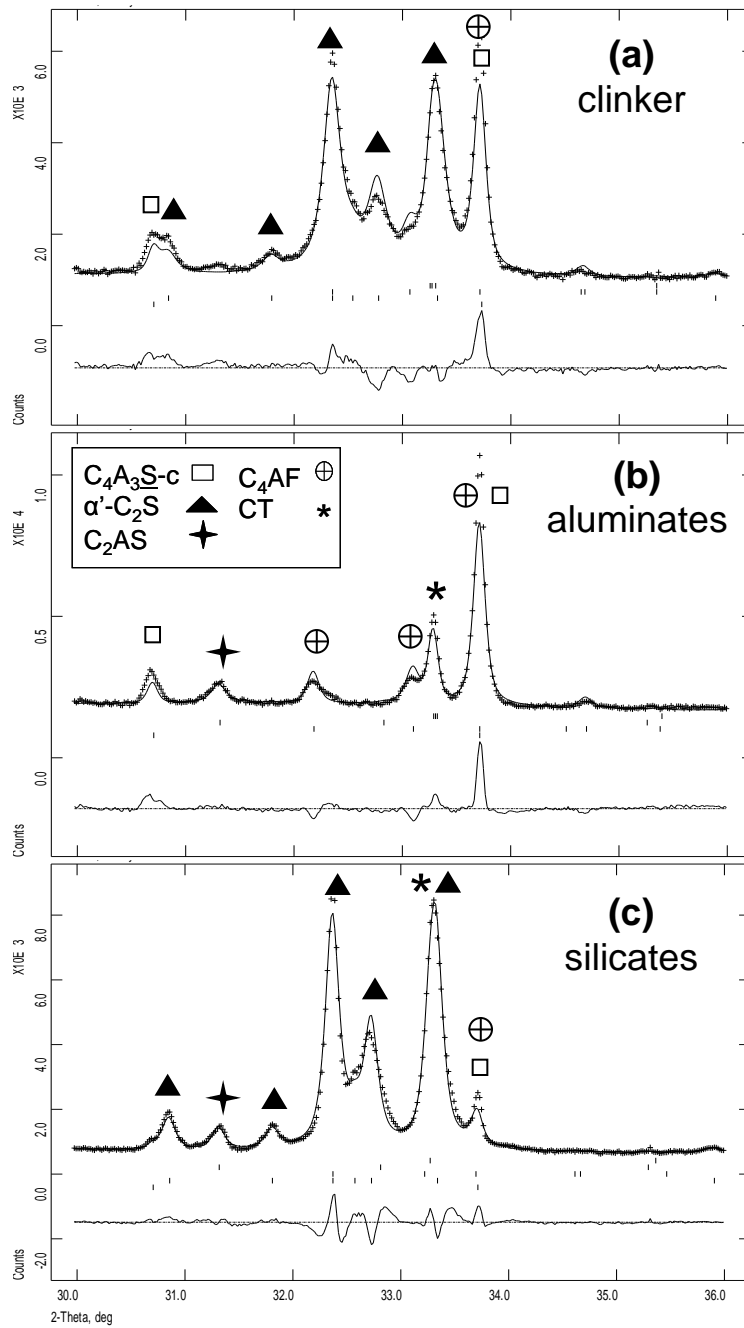 (a)
clinker
X10E 3
6.0
4.0
2.0
0.0
Counts
(b)
aluminates
C₄A₃S̲-c
C₄AF
α'-C₂S
CT
*
C₂AS
*
X10E 4
1.0
0.5
0.0
Counts
(c)
silicates
*
X10E 3
8.0
6.0
4.0
2.0
0.0
-2.0
Counts
30.0 31.0 32.0 33.0 34.0 35.0 36.0
2-Theta, deg